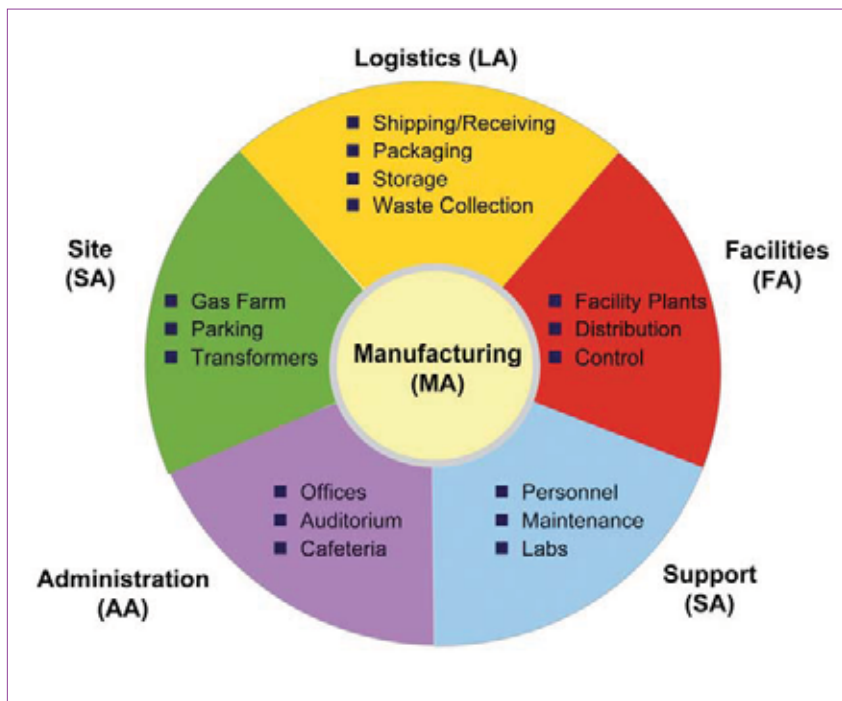 Logistics (LA)
■ Shipping/Receiving
■ Packaging
■ Storage
■ Waste Collection
Site
(SA)
■ Gas Farm
■ Parking
■ Transformers
Facilities
(FA)
■ Facility Plants
■ Distribution
■ Control
Manufacturing
(MA)
Administration
(AA)
■ Offices
■ Auditorium
■ Cafeteria
■ Personnel
■ Maintenance
■ Labs
Support
(SA)